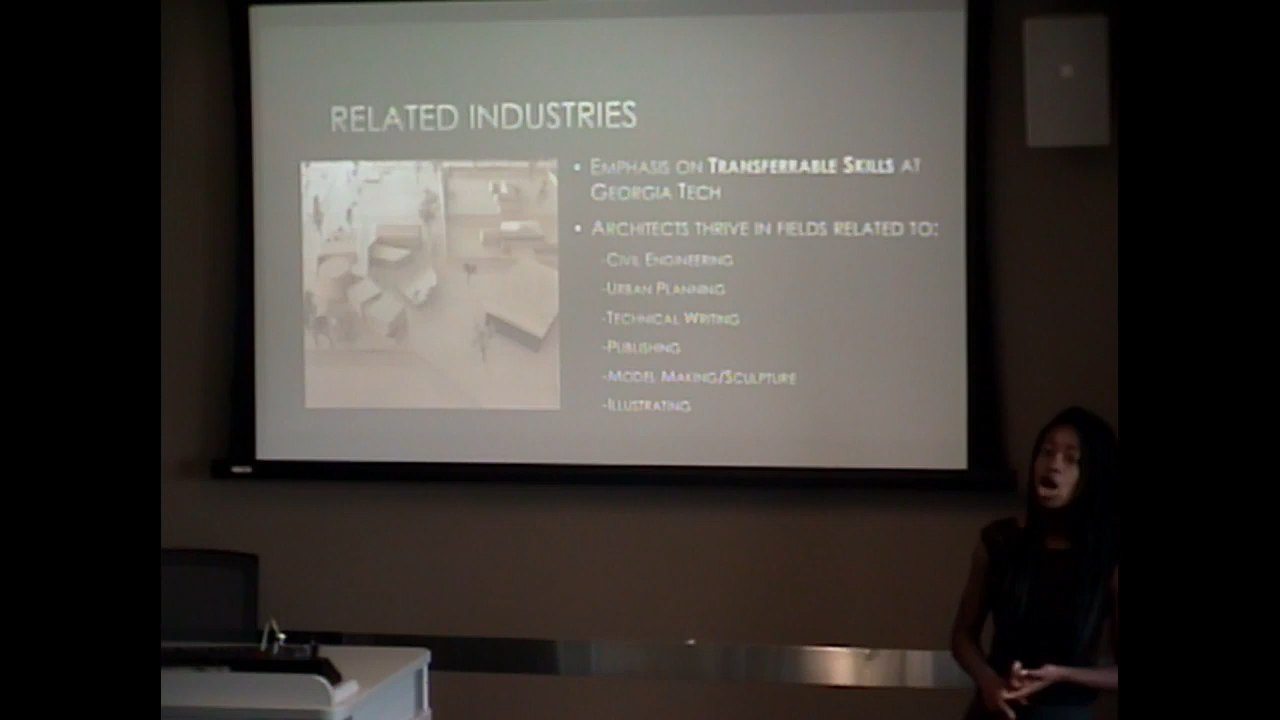 RELATED INDUSTRIES
• EMPHASIS ON TRANSFERRABLE SKILLS AT
GEORGIA TECH
• ARCHITECTS THRIVE IN FIELDS RELATED TO:
-CIVIL ENGINEERING
-URBAN PLANNING
-TECHNICAL WRITING
-PUBLISHING
-MODEL MAKING/SCULPTURE
-ILLUSTRATING